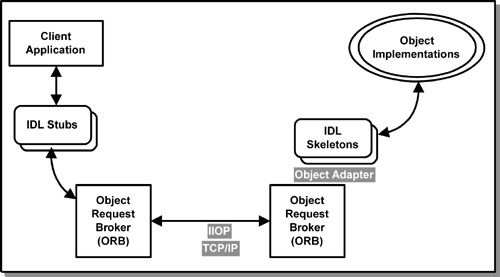 Client
Application
Object
Implementations
IDL Stubs
IDL
Skeletons
Object Adapter
Object
Request
Broker
(ORB)
IIOP
TCP/IP
Object
Request
Broker
(ORB)